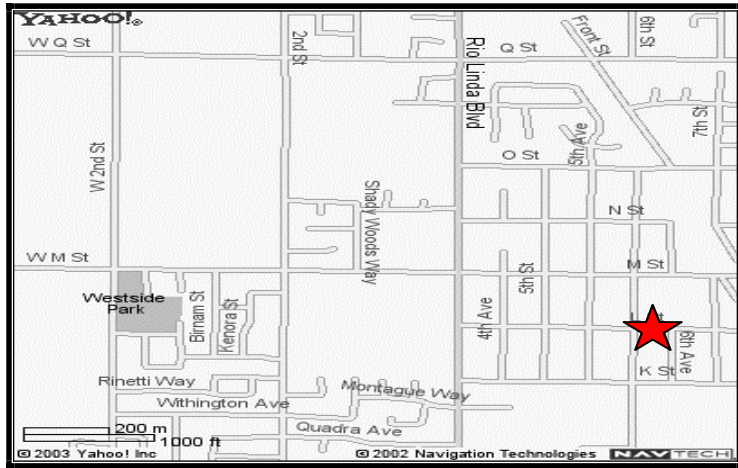 YAHOO!®
6th St
Front St
W Q St
2nd St
Rio Linda Blvd
Q St
7th St
5th Ave
W 2nd St
O St
Shady Woods Way
N St
W M St
M St
5th St
Westside
Park
Birnam St
Kenora St
4th Ave
6th Ave
K St
Rinetti Way
Montague Way
Withington Ave
Quadra Ave
200 m
1000 ft
© 2003 Yahoo! Inc
© 2002 Navigation Technologies
NAVTECH